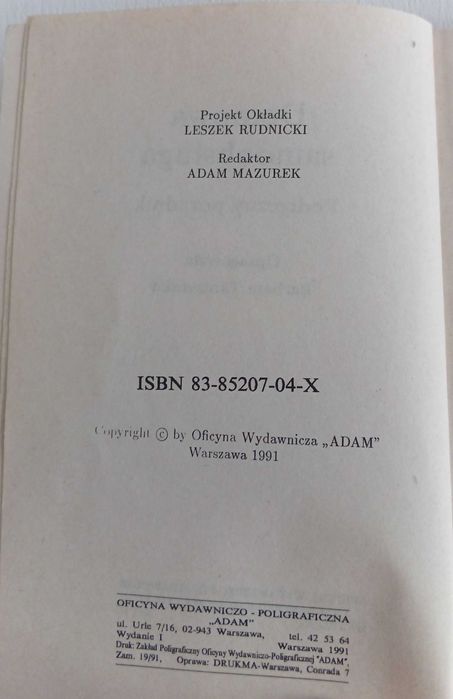 Projekt Okładki
LESZEK RUDNICKI
Redaktor
ADAM MAZUREK
ISBN 83-85207-04-X
Copyright © by Oficyna Wydawnicza „ADAM”
Warszawa 1991
OFICYNA WYDAWNICZO - POLIGRAFICZNA
„ADAM”
ul. Urle 7/16, 02-943 Warszawa, tel. 42 53 64
Wydanie I Warszawa 1991
Druk: Zakład Poligraficzny Oficyny Wydawniczo-Poligraficznej "ADAM",
Zam. 19/91, Oprawa: DRUKMA-Warszawa, Conrada 7